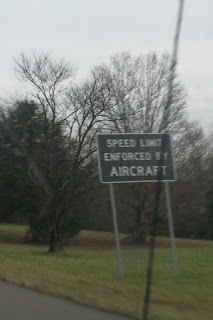 SPEED LIMIT
ENFORCED BY
AIRCRAFT